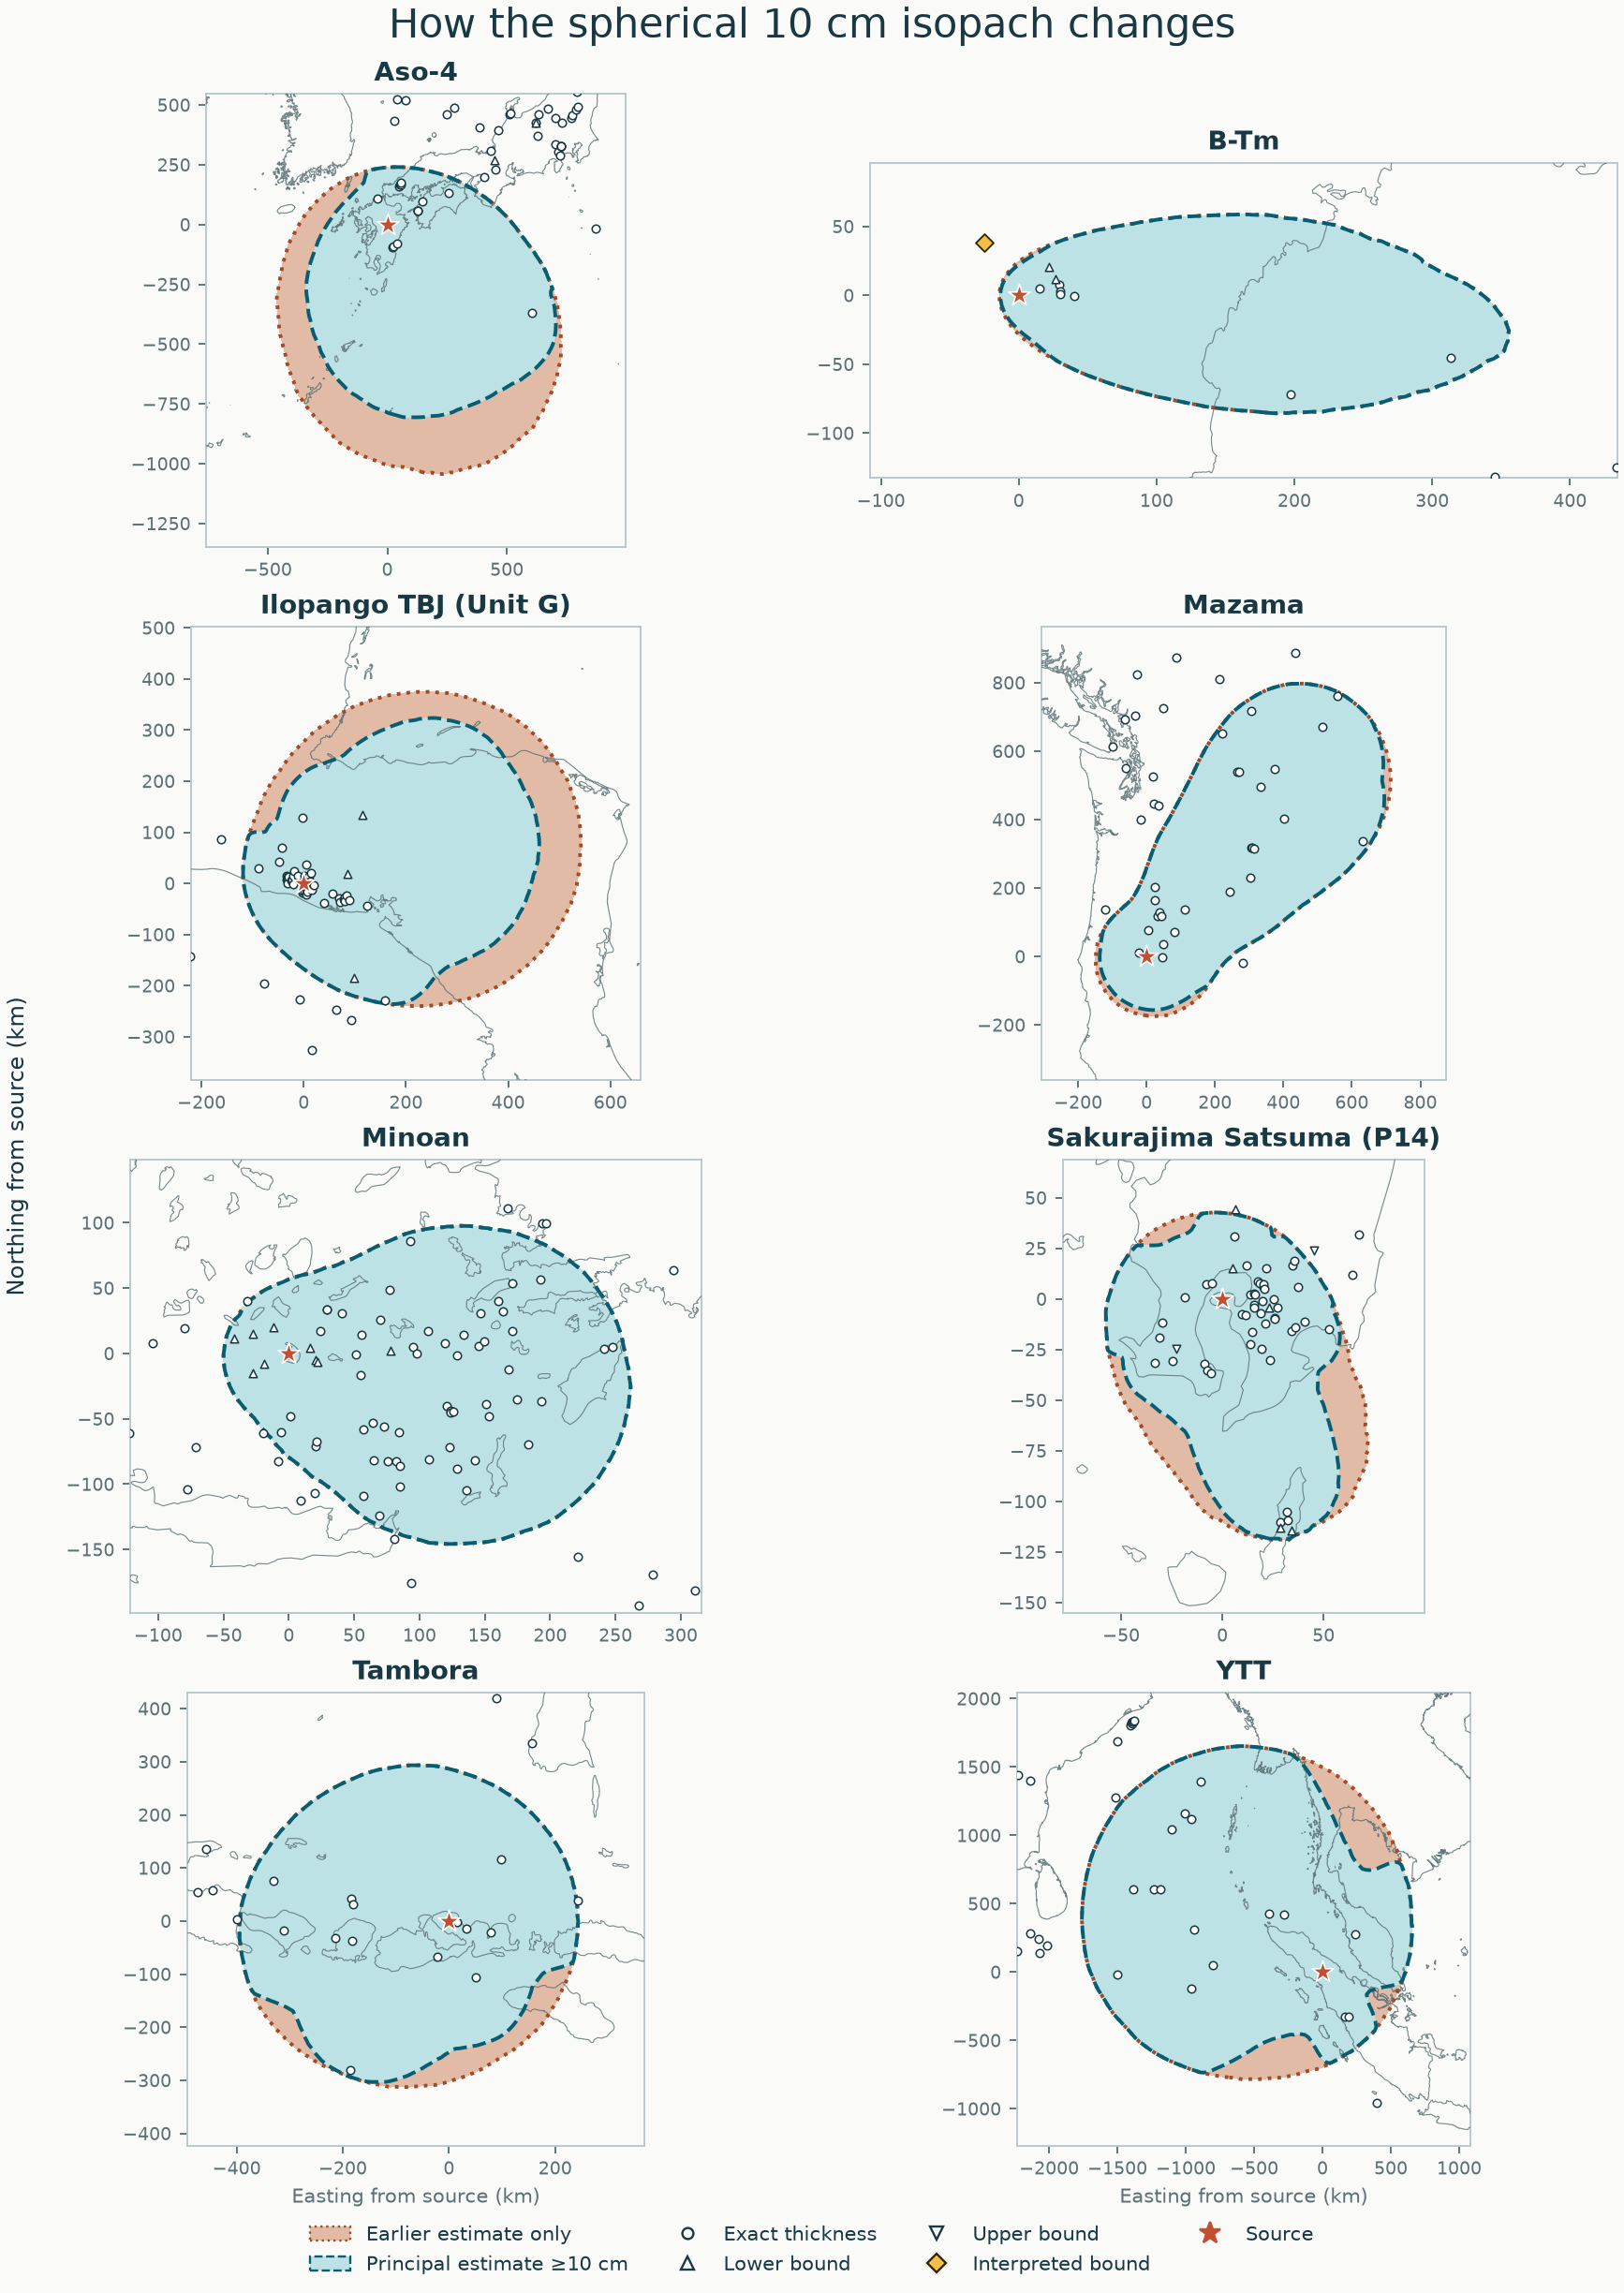 How the spherical 10 cm isopach changes
Aso-4
500
250
0
−250
−500
−750
−1000
−1250
−500 0 500
B-Tm
50
0
−50
−100
−100 0 100 200 300 400
Ilopango TBJ (Unit G)
500
400
300
200
100
0
−100
−200
−300
−200 0 200 400 600
Mazama
800
600
400
200
0
−200
−200 0 200 400 600 800
Northing from source (km)
Minoan
100
50
0
−50
−100
−150
−100 −50 0 50 100 150 200 250 300
Sakurajima Satsuma (P14)
50
25
0
−25
−50
−75
−100
−125
−150
−50 0 50
Tambora
400
300
200
100
0
−100
−200
−300
−400
−400 −200 0 200
Easting from source (km)
YTT
2000
1500
1000
500
0
−500
−1000
−2000 −1500 −1000 −500 0 500 1000
Easting from source (km)
Earlier estimate only
Principal estimate ≥10 cm
Exact thickness
Lower bound
Upper bound
Interpreted bound
Source